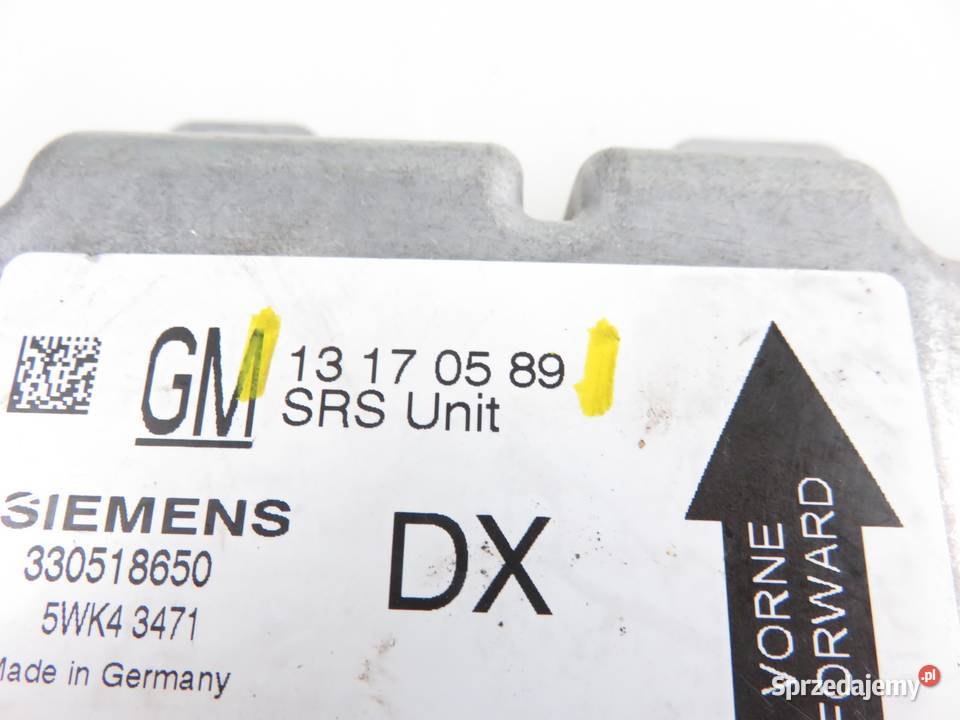 GM
13 17 05 89
SRS Unit
SIEMENS
330518650
5WK4 3471
Made in Germany
DX
VORNE
FORWARD
Sprzedajemy.pl